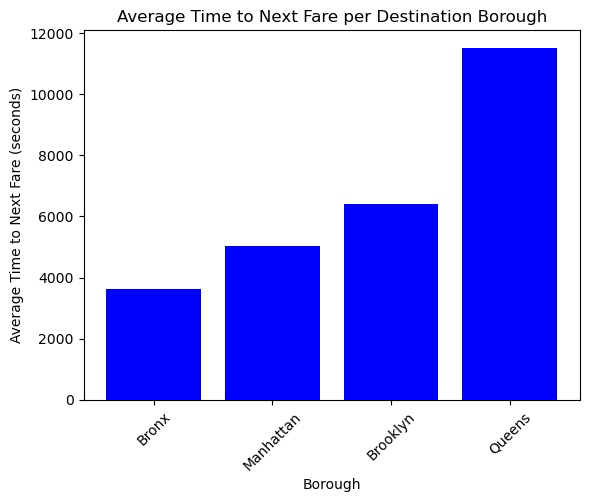 Average Time to Next Fare per Destination Borough
Average Time to Next Fare (seconds)
12000
10000
8000
6000
4000
2000
0
Bronx
Manhattan
Brooklyn
Queens
Borough